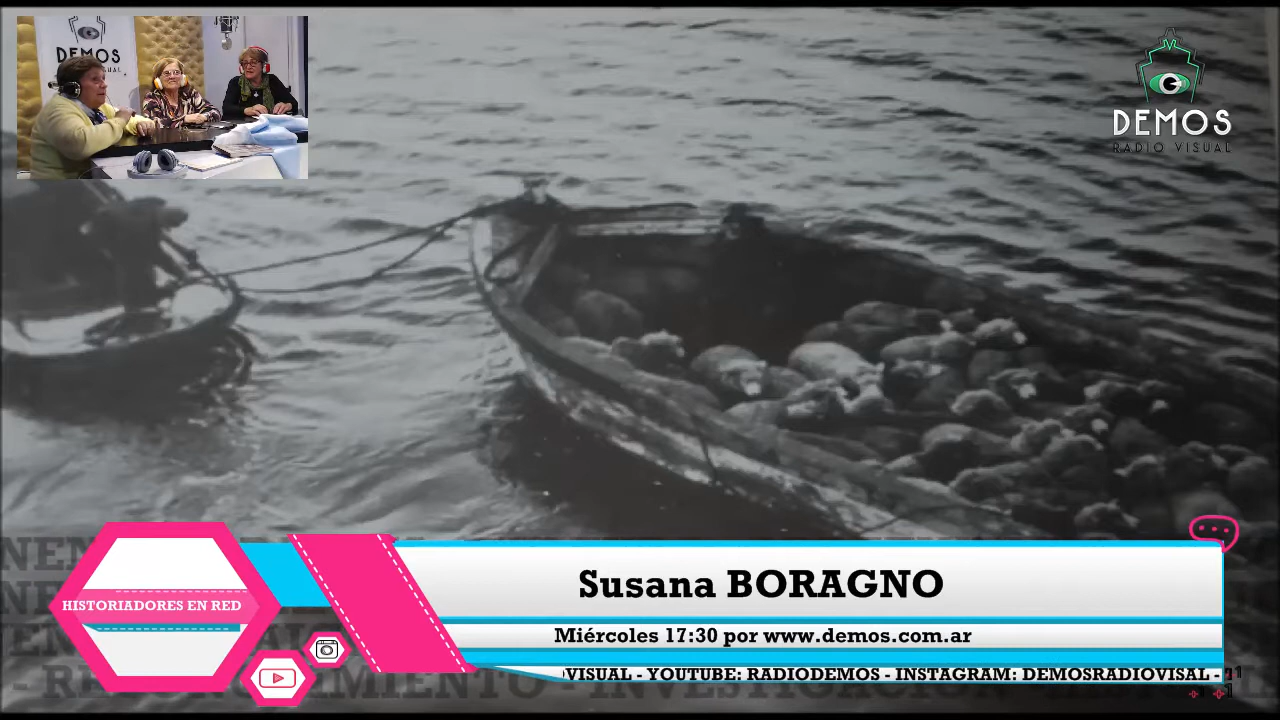 DEMOS
DEMOS
RADIO VISUAL
HISTORIADORES EN RED
Susana BORAGNO
Miércoles 17:30 por www.demos.com.ar
VISUAL - YOUTUBE: RADIODEMOS - INSTAGRAM: DEMOSRADIOVISAL -